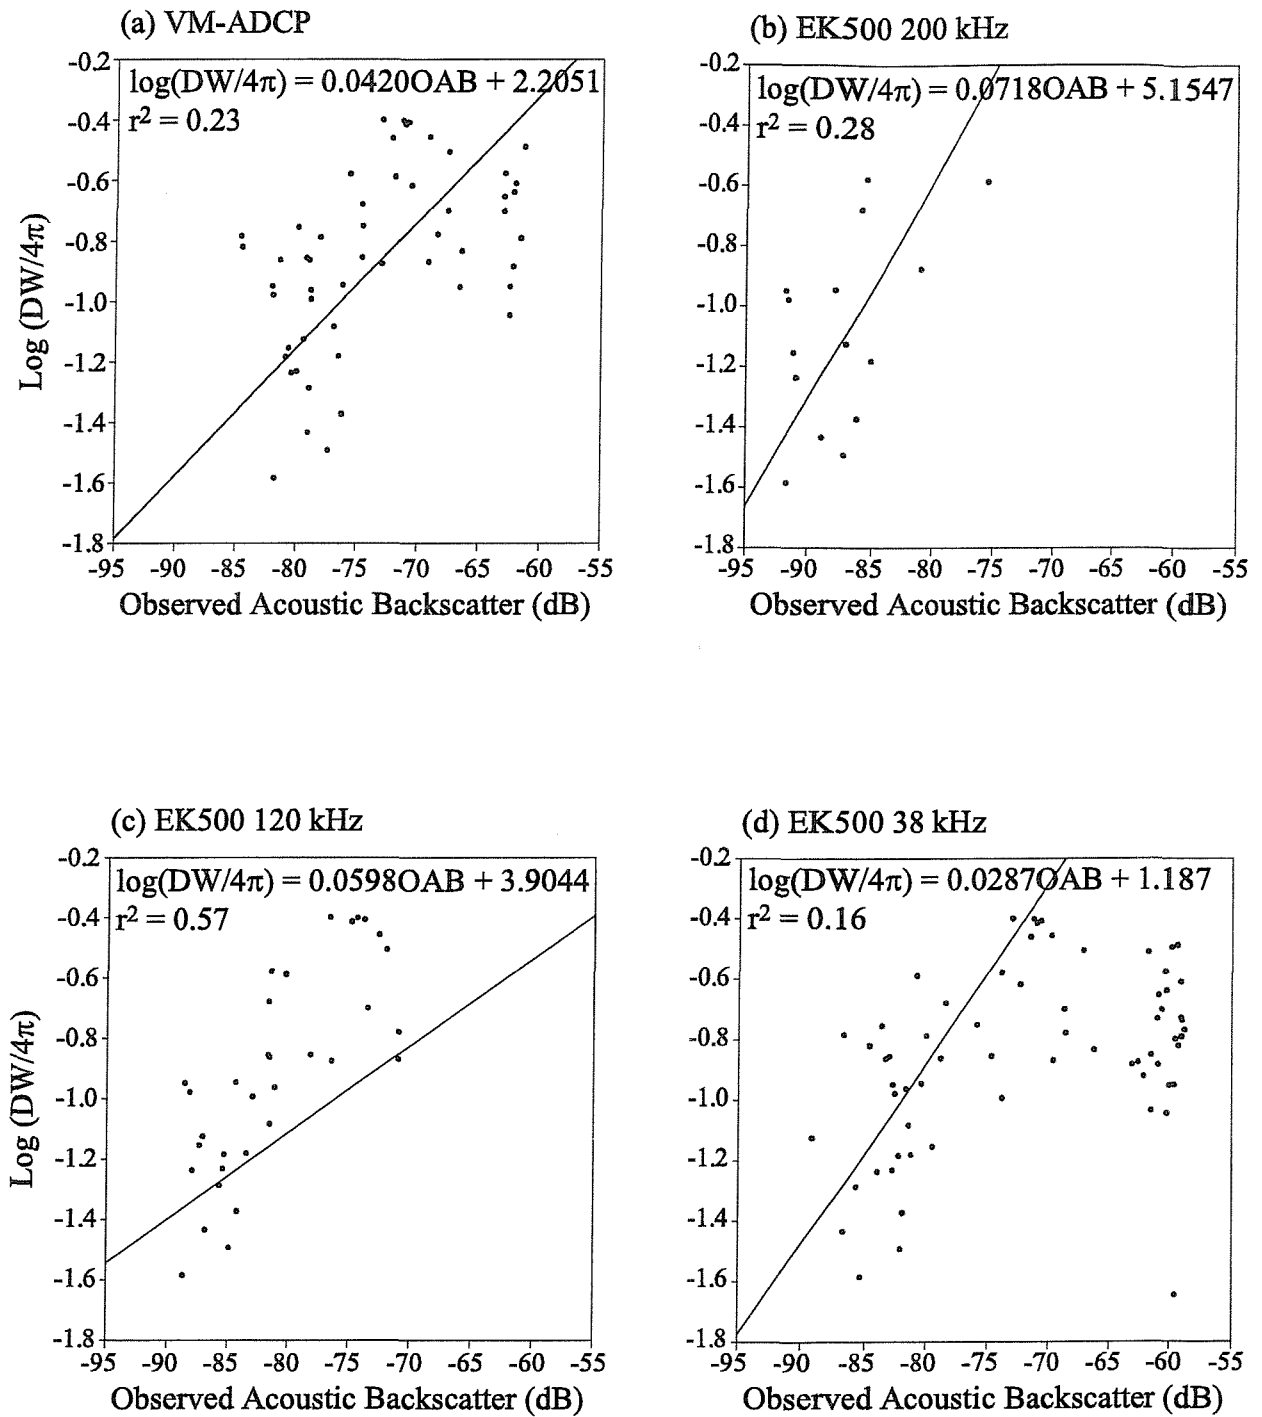 (a) VM-ADCP
log(DW/4π) = 0.0420OAB + 2.2051
r² = 0.23
Log (DW/4π)
-0.2
-0.4
-0.6
-0.8
-1.0
-1.2
-1.4
-1.6
-1.8
-95 -90 -85 -80 -75 -70 -65 -60 -55
Observed Acoustic Backscatter (dB)
(b) EK500 200 kHz
log(DW/4π) = 0.0718OAB + 5.1547
r² = 0.28
-0.2
-0.4
-0.6
-0.8
-1.0
-1.2
-1.4
-1.6
-1.8
-95 -90 -85 -80 -75 -70 -65 -60 -55
Observed Acoustic Backscatter (dB)
(c) EK500 120 kHz
log(DW/4π) = 0.0598OAB + 3.9044
r² = 0.57
Log (DW/4π)
-0.2
-0.4
-0.6
-0.8
-1.0
-1.2
-1.4
-1.6
-1.8
-95 -90 -85 -80 -75 -70 -65 -60 -55
Observed Acoustic Backscatter (dB)
(d) EK500 38 kHz
log(DW/4π) = 0.0287OAB + 1.187
r² = 0.16
-0.2
-0.4
-0.6
-0.8
-1.0
-1.2
-1.4
-1.6
-1.8
-95 -90 -85 -80 -75 -70 -65 -60 -55
Observed Acoustic Backscatter (dB)